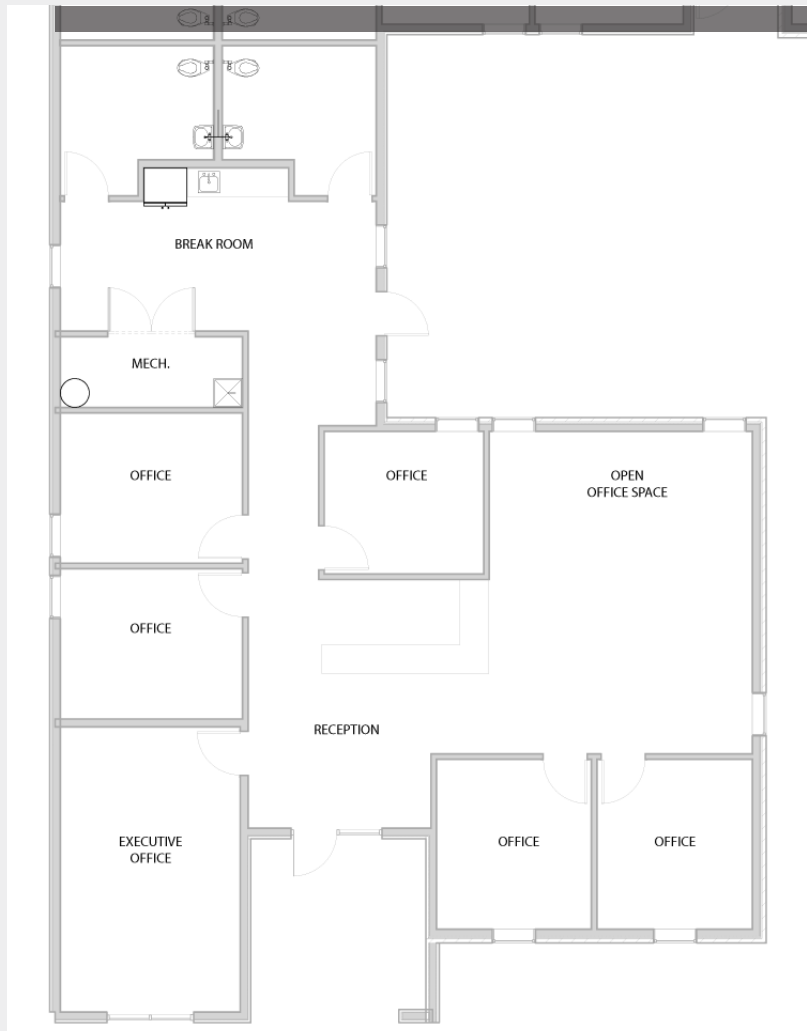 BREAK ROOM
MECH.
OFFICE
OFFICE
OPEN
OFFICE SPACE
OFFICE
RECEPTION
EXECUTIVE
OFFICE
OFFICE
OFFICE